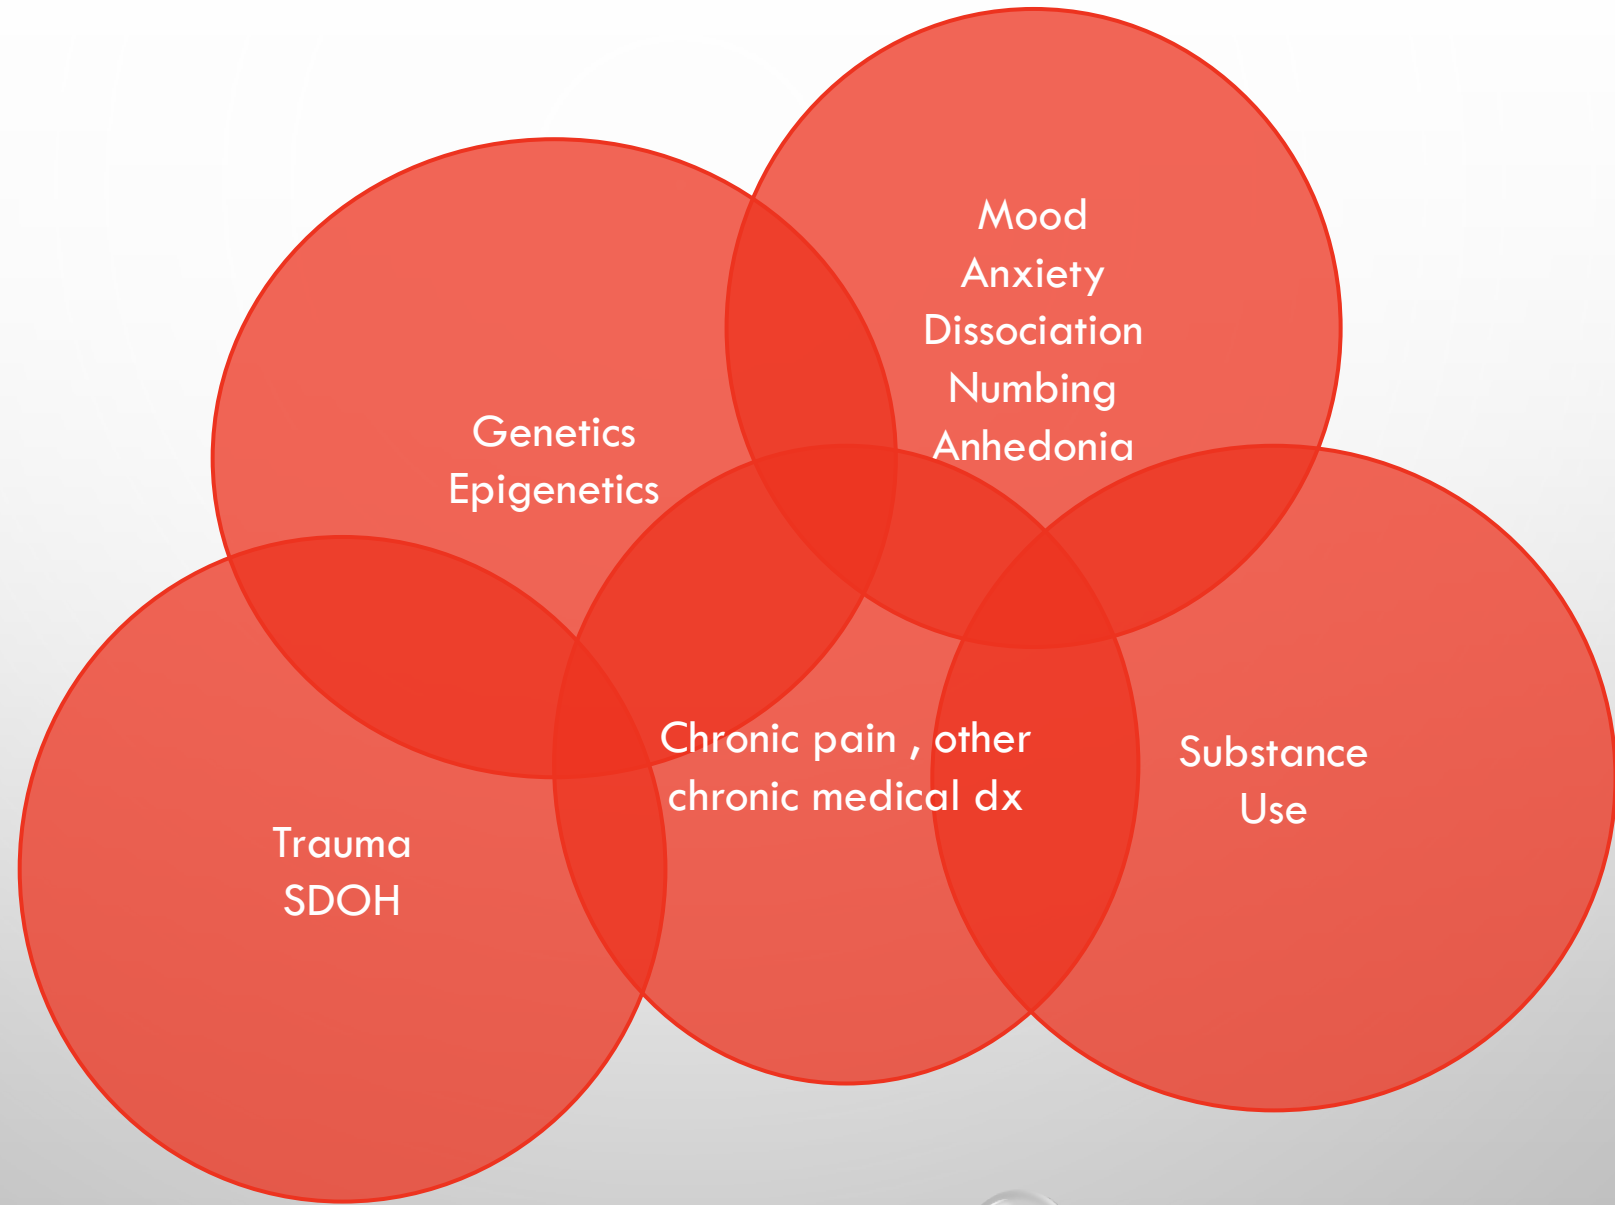 Mood
Anxiety
Dissociation
Numbing
Anhedonia
Genetics
Epigenetics
Chronic pain , other
chronic medical dx
Substance
Use
Trauma
SDOH